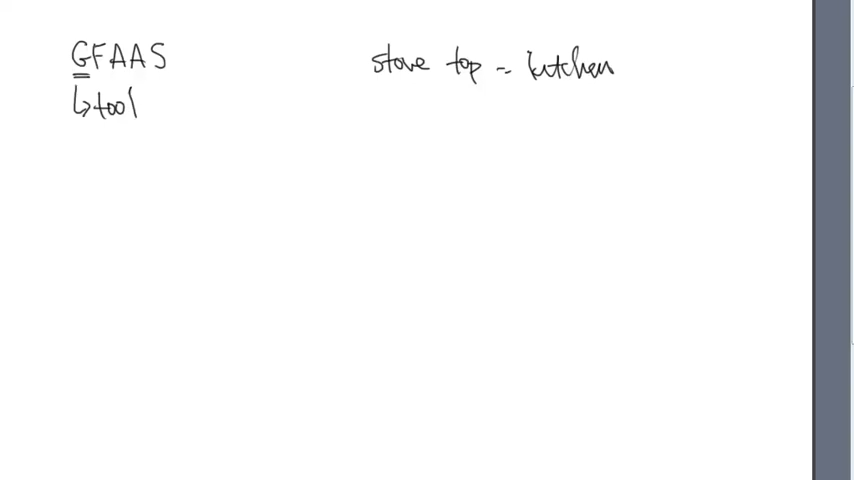 GFAAS
↳ tool
stove top - kitchen